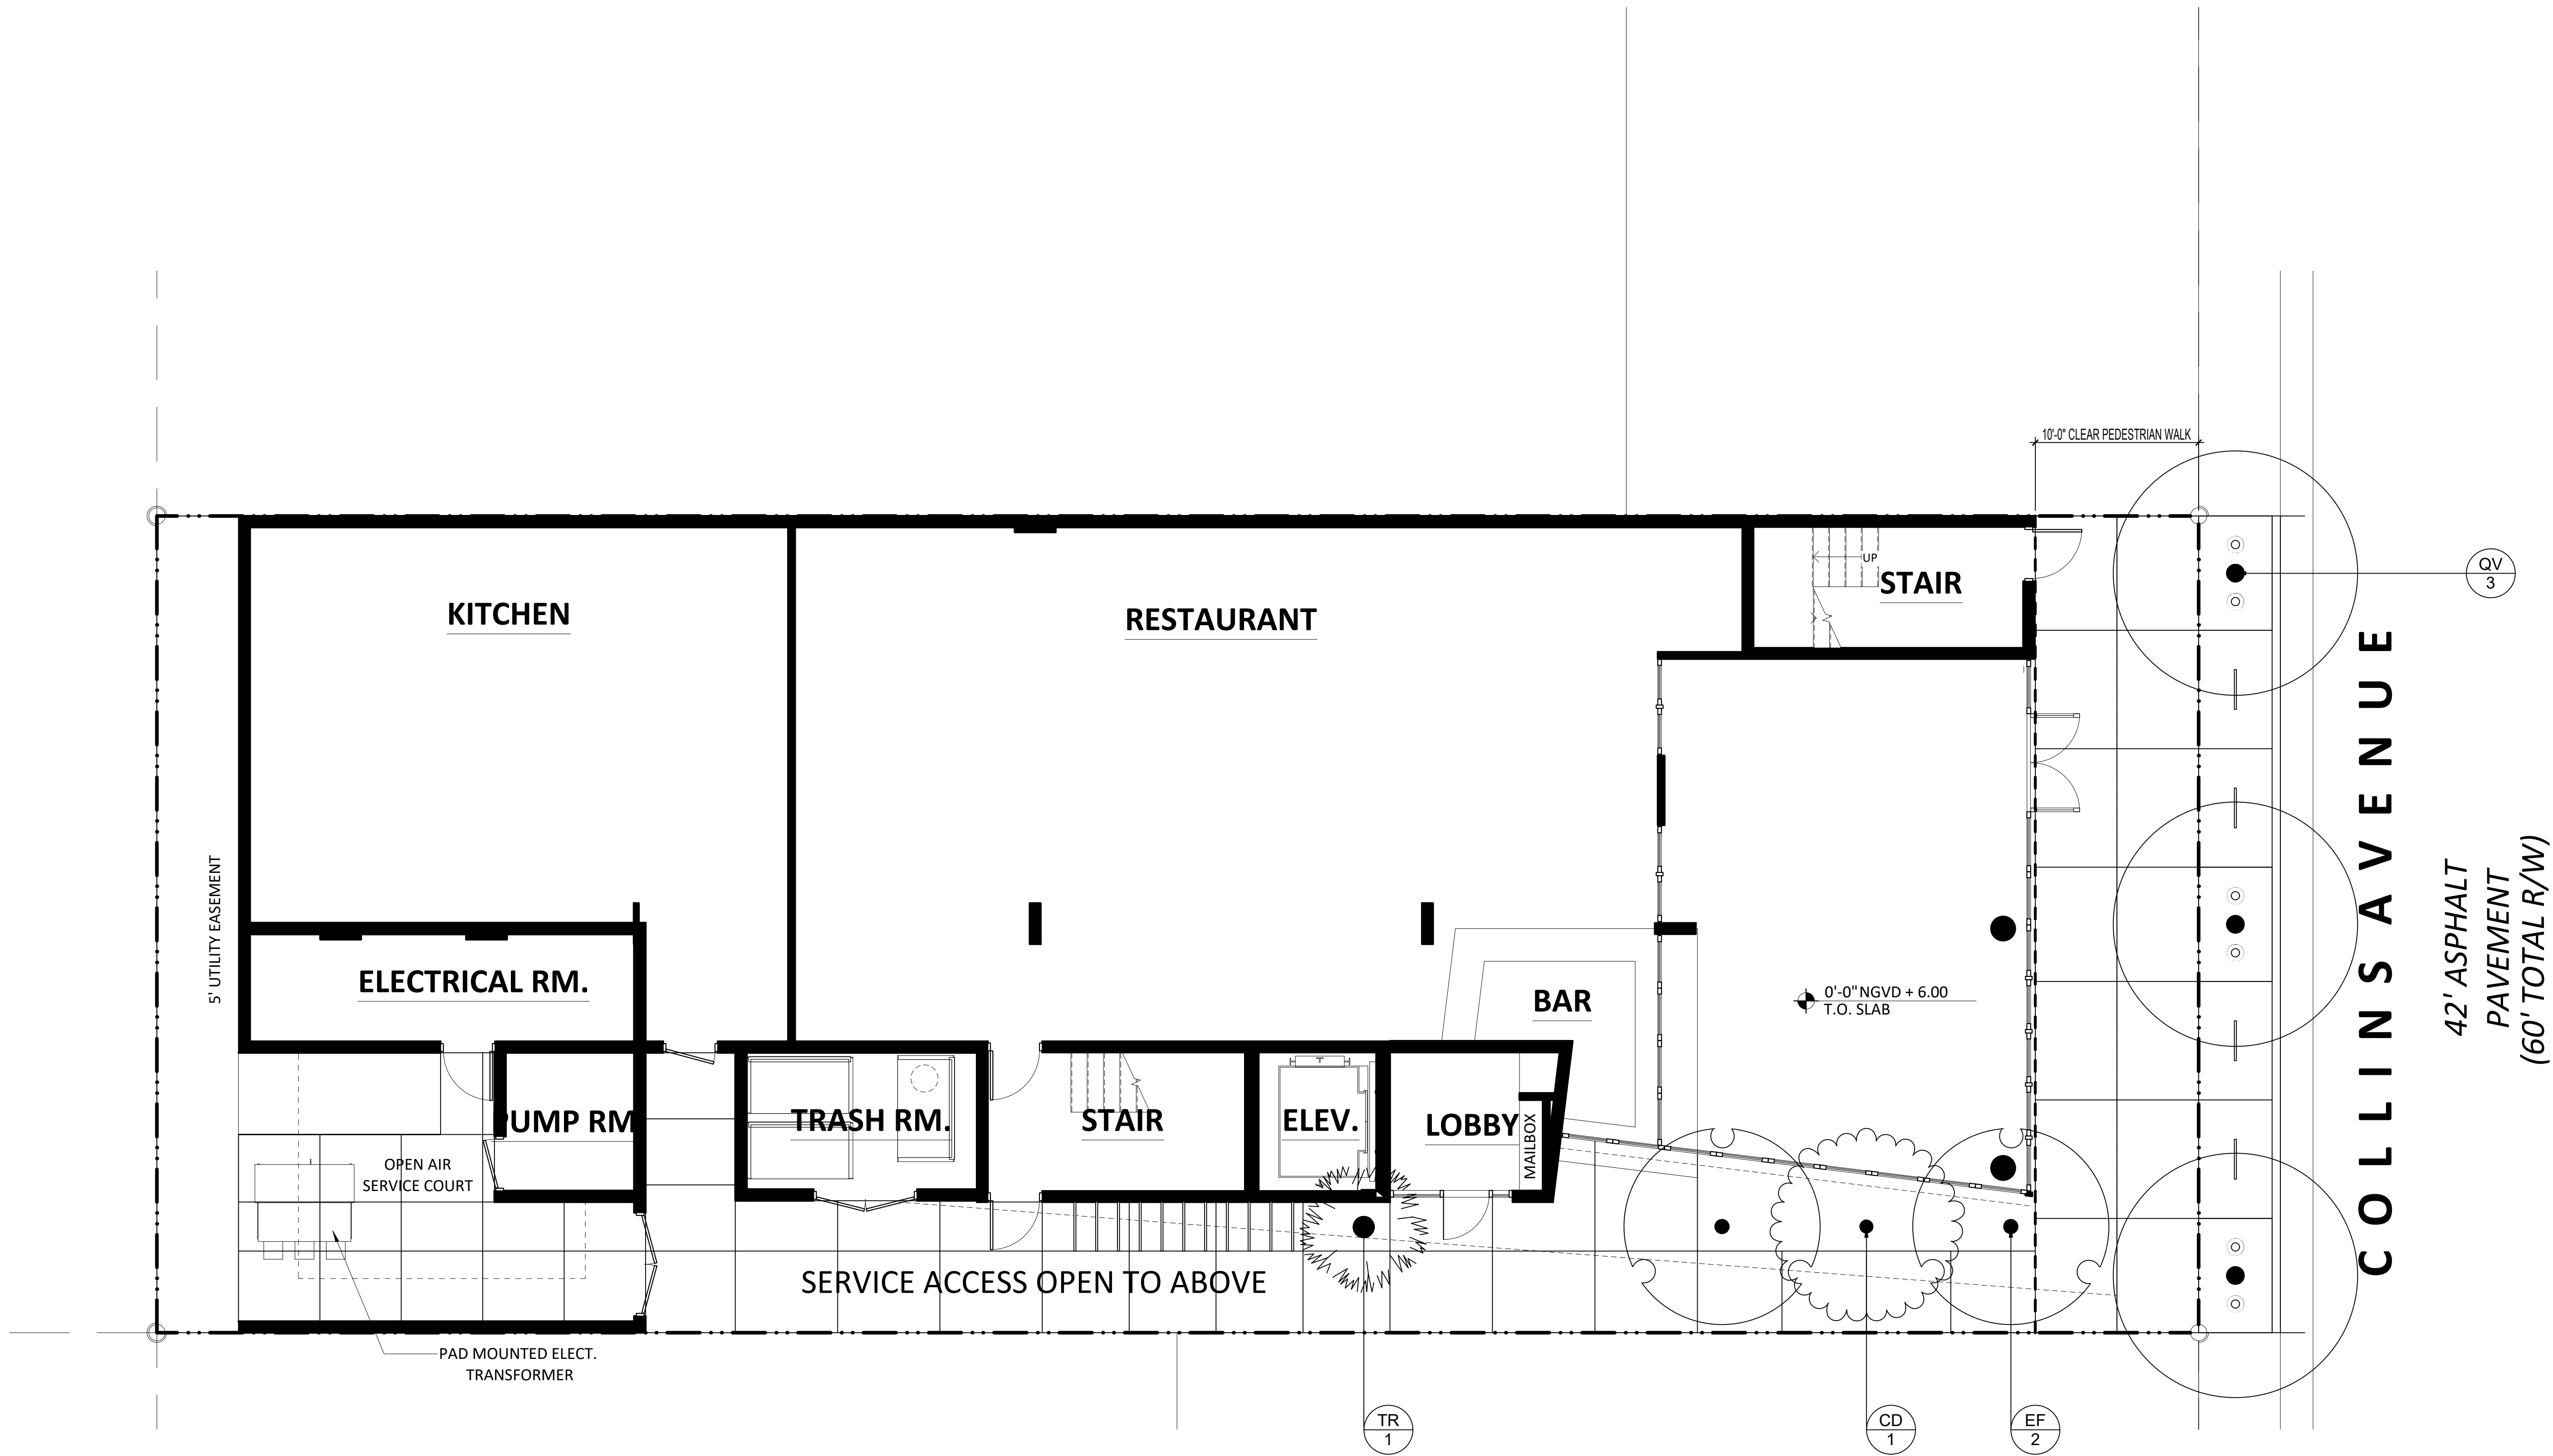 10'-0" CLEAR PEDESTRIAN WALK
UP
STAIR
QV
3
KITCHEN
RESTAURANT
COLLINS AVENUE
42' ASPHALT
PAVEMENT
(60' TOTAL R/W)
5' UTILITY EASEMENT
ELECTRICAL RM.
BAR
0'-0" NGVD + 6.00
T.O. SLAB
PUMP RM
TRASH RM.
STAIR
ELEV.
LOBBY
MAILBOX
OPEN AIR
SERVICE COURT
SERVICE ACCESS OPEN TO ABOVE
PAD MOUNTED ELECT.
TRANSFORMER
TR
1
CD
1
EF
2